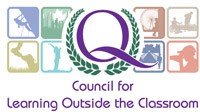 Q
Council for
Learning Outside the Classroom